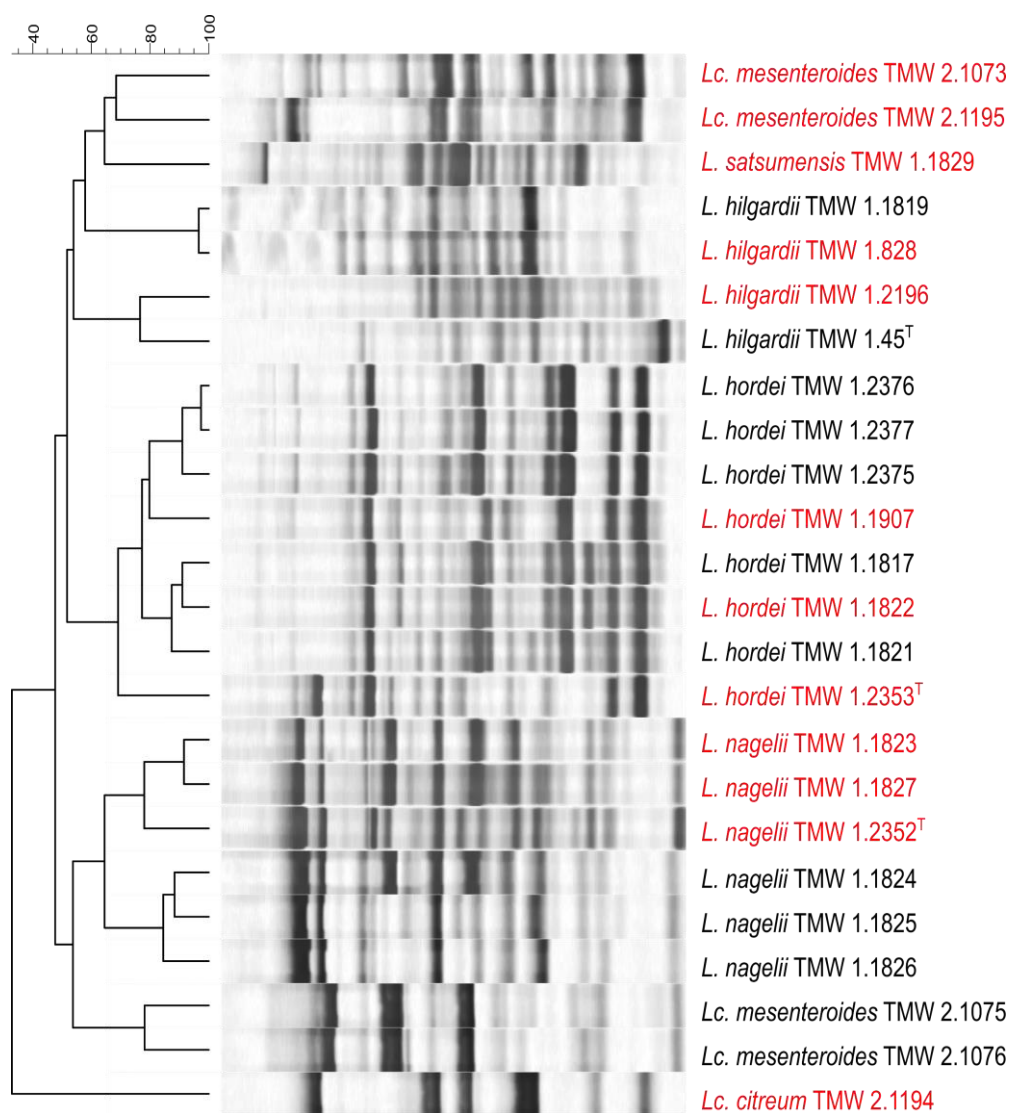 40 60 80 100
Lc. mesenteroides TMW 2.1073
Lc. mesenteroides TMW 2.1195
L. satsumensis TMW 1.1829
L. hilgardii TMW 1.1819
L. hilgardii TMW 1.828
L. hilgardii TMW 1.2196
L. hilgardii TMW 1.45ᵀ
L. hordei TMW 1.2376
L. hordei TMW 1.2377
L. hordei TMW 1.2375
L. hordei TMW 1.1907
L. hordei TMW 1.1817
L. hordei TMW 1.1822
L. hordei TMW 1.1821
L. hordei TMW 1.2353ᵀ
L. nagelii TMW 1.1823
L. nagelii TMW 1.1827
L. nagelii TMW 1.2352ᵀ
L. nagelii TMW 1.1824
L. nagelii TMW 1.1825
L. nagelii TMW 1.1826
Lc. mesenteroides TMW 2.1075
Lc. mesenteroides TMW 2.1076
Lc. citreum TMW 2.1194